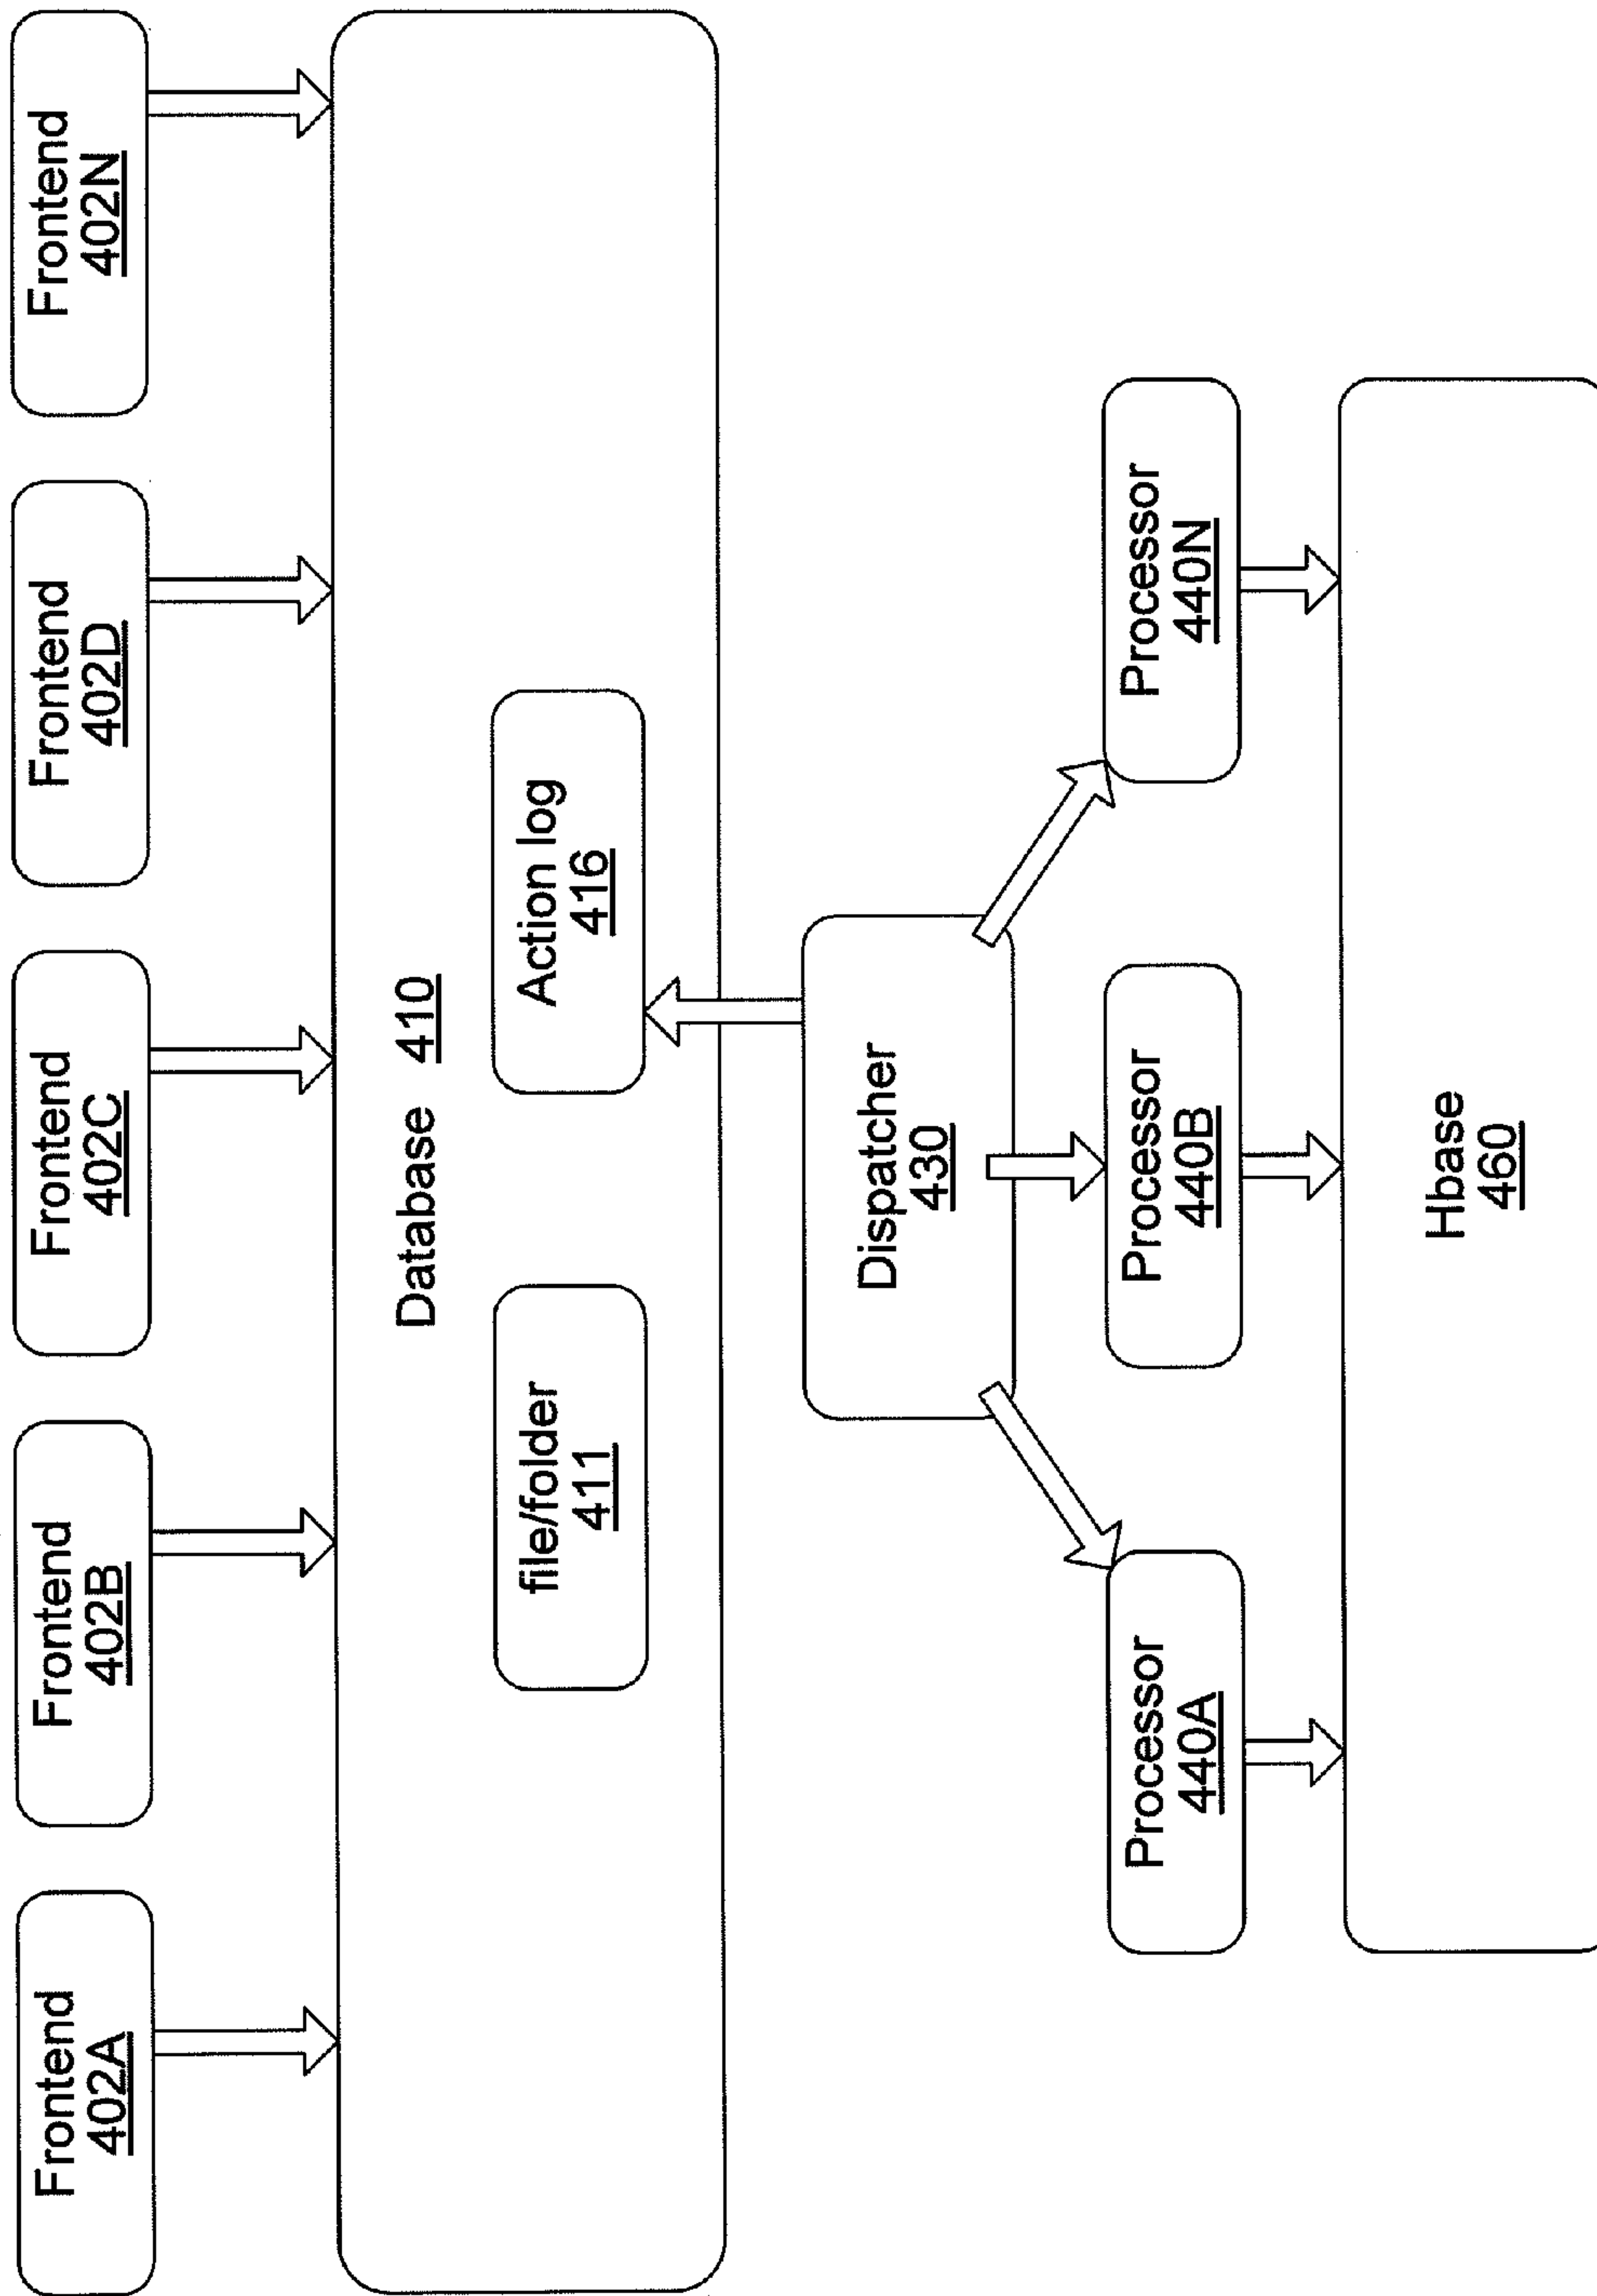 Frontend
402A
Frontend
402B
Frontend
402C
Frontend
402D
Frontend
402N
Database 410
file/folder
411
Action log
416
Dispatcher
430
Processor
440A
Processor
440B
Processor
440N
Hbase
460